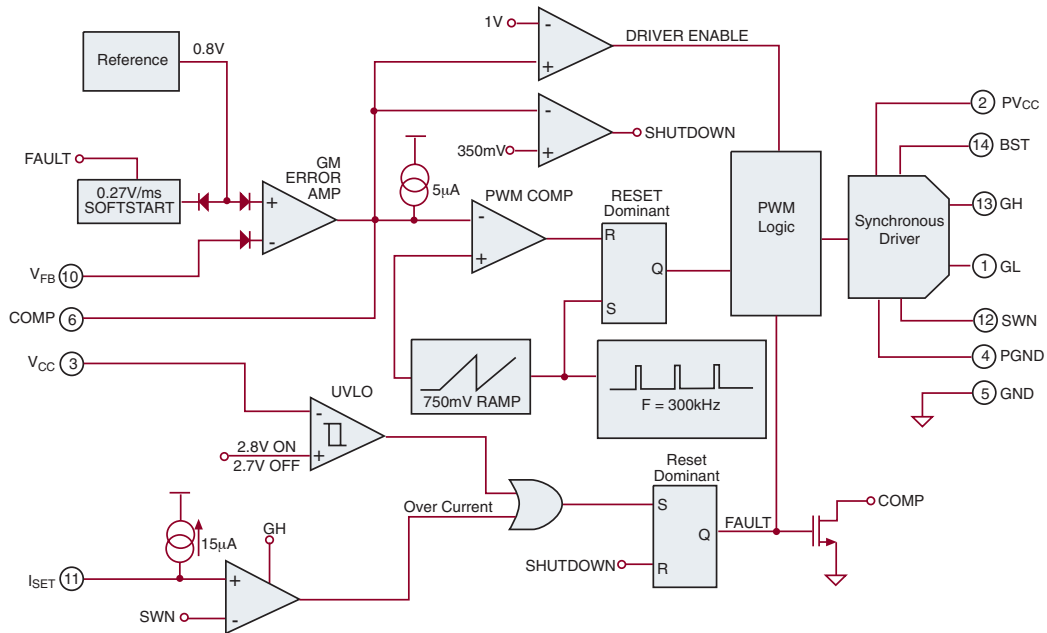 1V
-
+
DRIVER ENABLE
Reference
0.8V
-
+
SHUTDOWN
350mV
FAULT
0.27V/ms
SOFTSTART
GM
ERROR
AMP
+
-
5μA
PWM COMP
-
+
RESET
Dominant
R
Q
S
PWM
Logic
Synchronous
Driver
2 PVCC
14 BST
13 GH
1 GL
12 SWN
4 PGND
5 GND
VFB 10
COMP 6
VCC 3
750mV RAMP
F = 300kHz
UVLO
-
+
2.8V ON
2.7V OFF
Over Current
Reset
Dominant
S
Q
R
FAULT
COMP
SHUTDOWN
15μA
GH
ISET 11
+
-
SWN